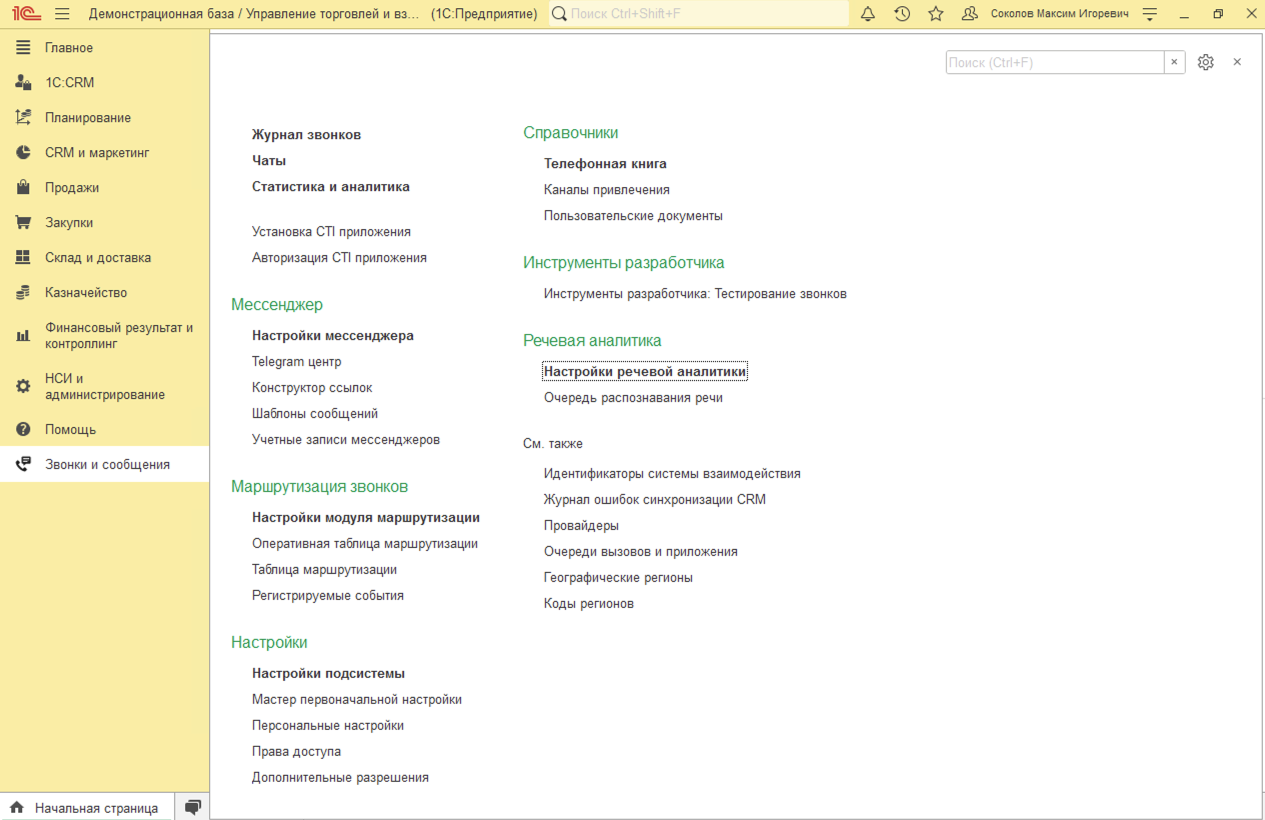 1С Демонстрационная база / Управление торговлей и вз... (1С:Предприятие) Поиск Ctrl+Shift+F Соколов Максим Игоревич
Главное
1С:CRM
Планирование
CRM и маркетинг
Продажи
Закупки
Склад и доставка
Казначейство
Финансовый результат и
контроллинг
НСИ и
администрирование
Помощь
Звонки и сообщения
Поиск (Ctrl+F)
Журнал звонков
Чаты
Статистика и аналитика
Установка CTI приложения
Авторизация CTI приложения
Мессенджер
Настройки мессенджера
Telegram центр
Конструктор ссылок
Шаблоны сообщений
Учетные записи мессенджеров
Маршрутизация звонков
Настройки модуля маршрутизации
Оперативная таблица маршрутизации
Таблица маршрутизации
Регистрируемые события
Настройки
Настройки подсистемы
Мастер первоначальной настройки
Персональные настройки
Права доступа
Дополнительные разрешения
Справочники
Телефонная книга
Каналы привлечения
Пользовательские документы
Инструменты разработчика
Инструменты разработчика: Тестирование звонков
Речевая аналитика
Настройки речевой аналитики
Очередь распознавания речи
См. также
Идентификаторы системы взаимодействия
Журнал ошибок синхронизации CRM
Провайдеры
Очереди вызовов и приложения
Географические регионы
Коды регионов
Начальная страница